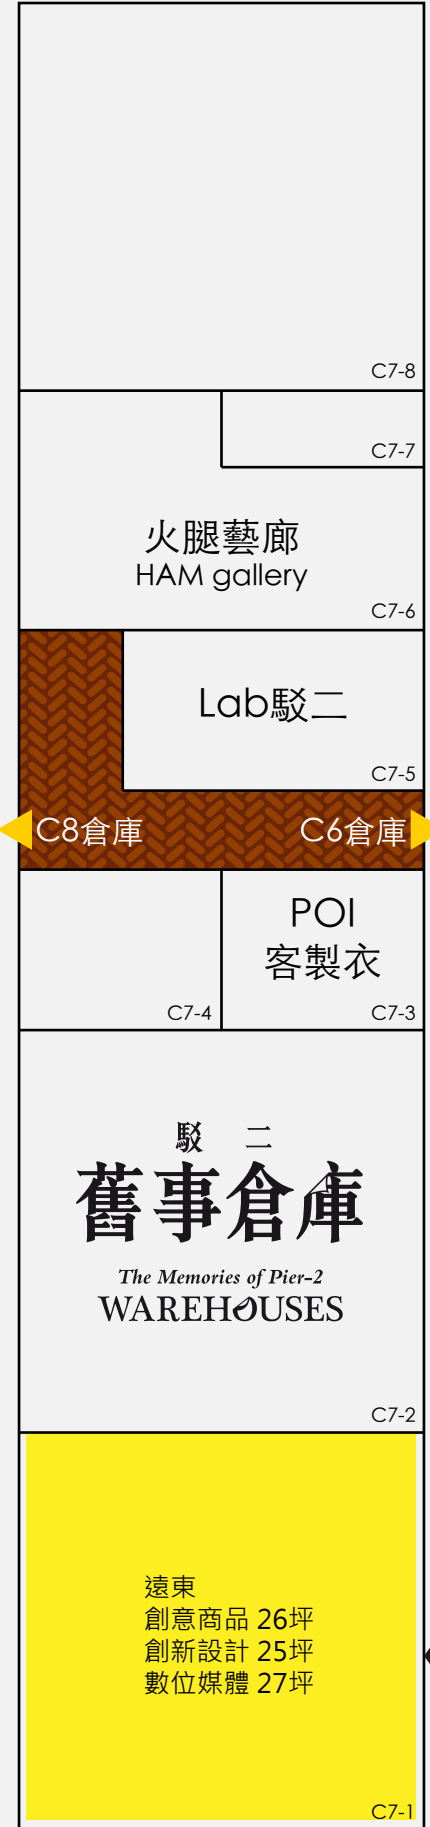 C7-8
C7-7
火腿藝廊
HAM gallery
C7-6
Lab駁二
C7-5
C8倉庫
C6倉庫
POI
客製衣
C7-4
C7-3
駁 二
舊事倉庫
The Memories of Pier-2
WAREHOUSES
C7-2
遠東
創意商品 26坪
創新設計 25坪
數位媒體 27坪
C7-1